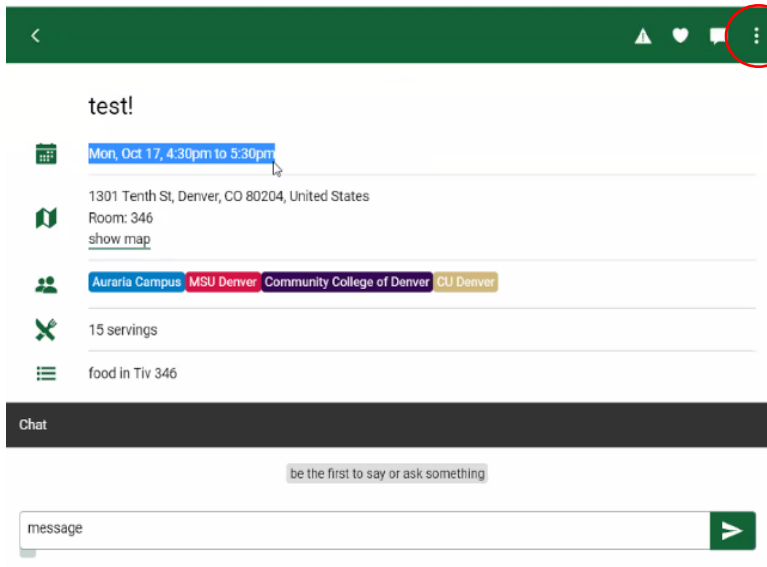 test!
Mon, Oct 17, 4:30pm to 5:30pm
1301 Tenth St, Denver, CO 80204, United States
Room: 346
show map
Auraria Campus MSU Denver Community College of Denver CU Denver
15 servings
food in Tiv 346
Chat
be the first to say or ask something
message